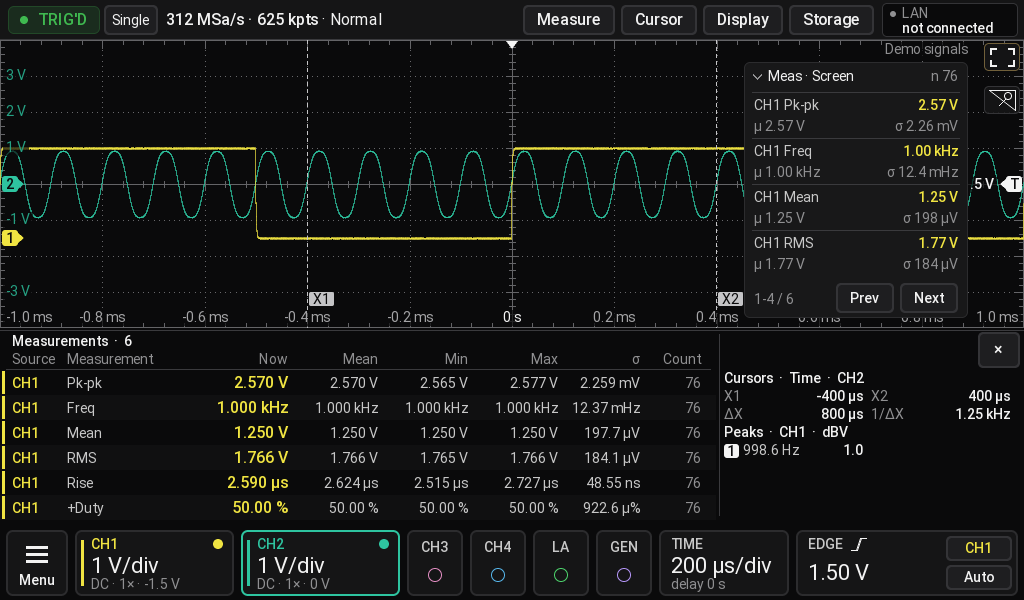 TRIG'D Single 312 MSa/s · 625 kpts · Normal Measure Cursor Display Storage LAN not connected
Demo signals
3 V
2 V
1 V
2
-1 V
1
-3 V
Meas · Screen n 76
CH1 Pk-pk 2.57 V
μ 2.57 V σ 2.26 mV
CH1 Freq 1.00 kHz
μ 1.00 kHz σ 12.4 mHz
CH1 Mean 1.25 V
μ 1.25 V σ 198 μV
CH1 RMS 1.77 V
μ 1.77 V σ 184 μV
1-4 / 6 Prev Next
.5 V T
X1 X2
-1.0 ms -0.8 ms -0.6 ms -0.4 ms -0.2 ms 0 s 0.2 ms 0.4 ms 1.0 ms
Measurements · 6
Source Measurement Now Mean Min Max σ Count
CH1 Pk-pk 2.570 V 2.570 V 2.565 V 2.577 V 2.259 mV 76
CH1 Freq 1.000 kHz 1.000 kHz 1.000 kHz 1.000 kHz 12.37 mHz 76
CH1 Mean 1.250 V 1.250 V 1.250 V 1.250 V 197.7 μV 76
CH1 RMS 1.766 V 1.766 V 1.765 V 1.766 V 184.1 μV 76
CH1 Rise 2.590 μs 2.624 μs 2.515 μs 2.727 μs 48.55 ns 76
CH1 +Duty 50.00 % 50.00 % 50.00 % 50.00 % 922.6 μ% 76
×
Cursors · Time · CH2
X1 -400 μs X2 400 μs
ΔX 800 μs 1/ΔX 1.25 kHz
Peaks · CH1 · dBV
1 998.6 Hz 1.0
Menu
CH1
1 V/div
DC · 1× · -1.5 V
CH2
1 V/div
DC · 1× · 0 V
CH3 CH4 LA GEN
TIME
200 μs/div
delay 0 s
EDGE
1.50 V
CH1
Auto